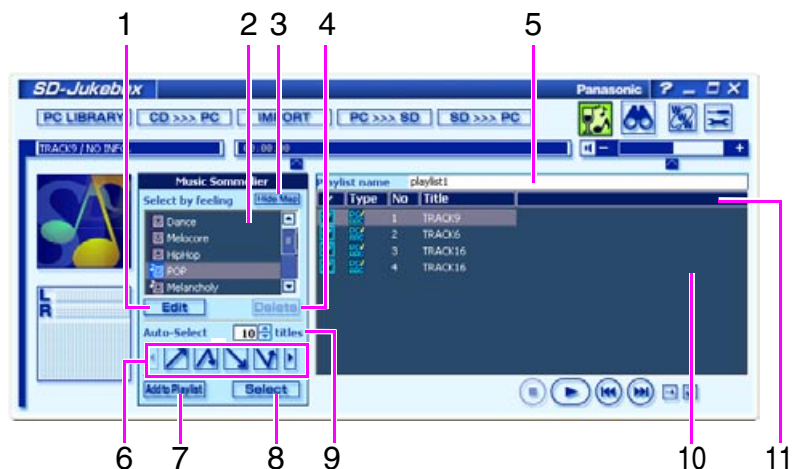 1 2 3 4 5
SD-Jukebox Panasonic ? 
PC LIBRARY CD >>> PC IMPORT PC >>> SD SD >>> PC
TRACK9 / NO INFO 00:00:00 - +
Music Sommelier Playlist name playlist1
Select by feeling Hide Map Type No Title
Dance 1 TRACK9
Melocore 2 TRACK6
HipHop 3 TRACK16
POP 4 TRACK16
Melancholy
L
R
Edit Delete
Auto-Select 10 titles
Add to Playlist Select
6 7 8 9 10 11